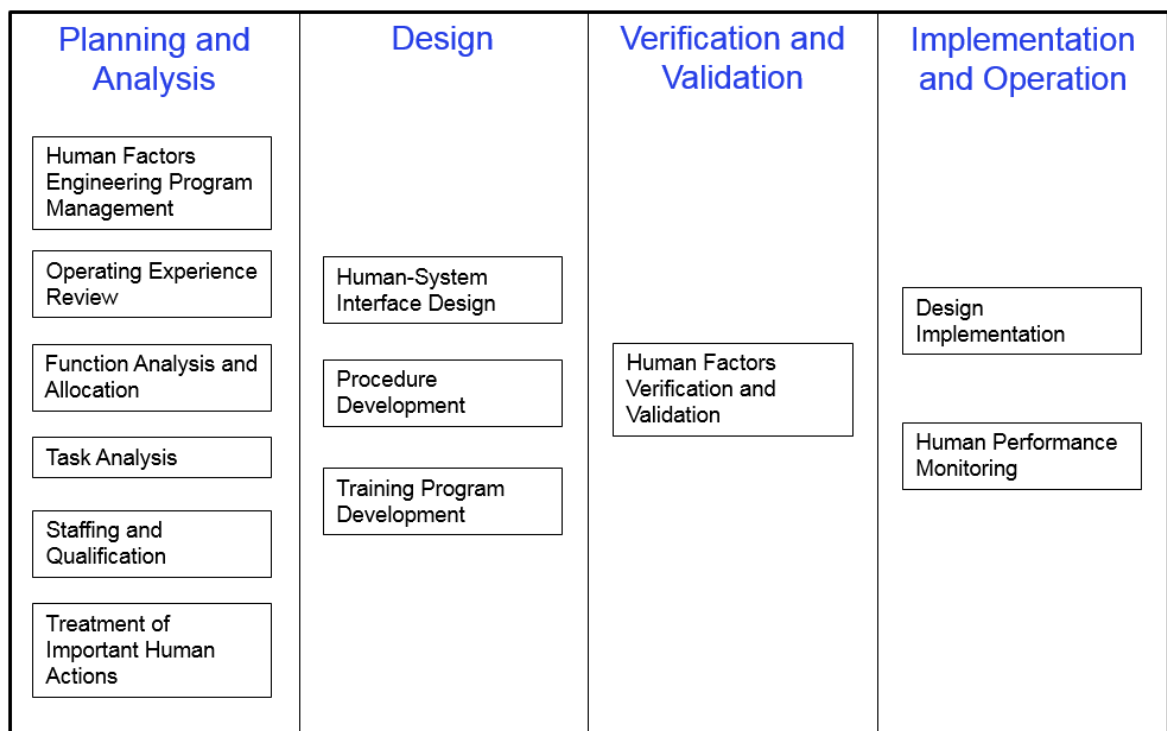 Planning and
Analysis
Human Factors
Engineering Program
Management
Operating Experience
Review
Function Analysis and
Allocation
Task Analysis
Staffing and
Qualification
Treatment of
Important Human
Actions
Design
Human-System
Interface Design
Procedure
Development
Training Program
Development
Verification and
Validation
Human Factors
Verification and
Validation
Implementation
and Operation
Design
Implementation
Human Performance
Monitoring